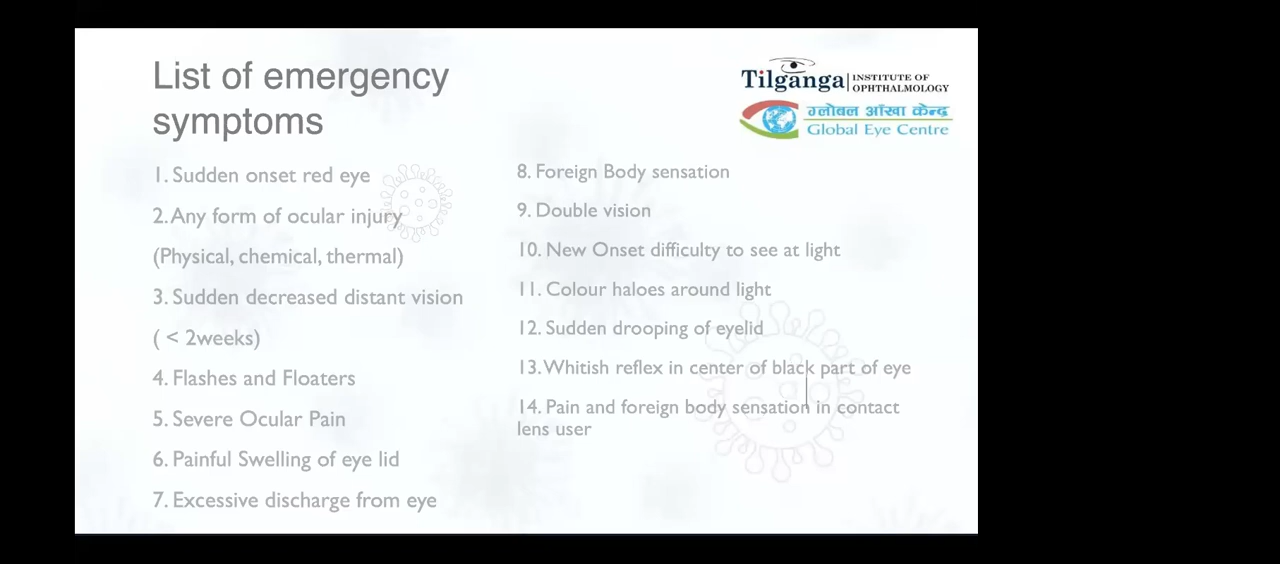 List of emergency
symptoms
Tilganga INSTITUTE OF
OPHTHALMOLOGY
ग्लोबल आँखा केन्द्र
Global Eye Centre
1. Sudden onset red eye
2. Any form of ocular injury
(Physical, chemical, thermal)
3. Sudden decreased distant vision
( < 2weeks)
4. Flashes and Floaters
5. Severe Ocular Pain
6. Painful Swelling of eye lid
7. Excessive discharge from eye
8. Foreign Body sensation
9. Double vision
10. New Onset difficulty to see at light
11. Colour haloes around light
12. Sudden drooping of eyelid
13. Whitish reflex in center of black part of eye
14. Pain and foreign body sensation in contact
lens user